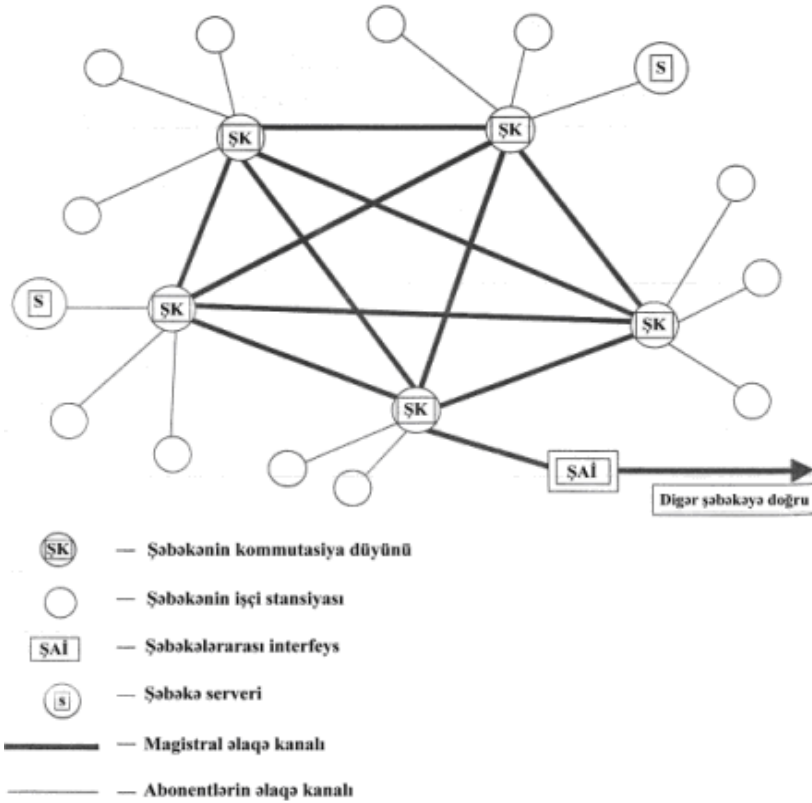 S
ŞK
ŞK
S
ŞK
ŞK
ŞK
ŞAİ
Digər şəbəkəyə doğru
ŞK — Şəbəkənin kommutasiya düyünü
— Şəbəkənin işçi stansiyası
ŞAİ — Şəbəkələrarası interfeys
s — Şəbəkə serveri
— Magistral əlaqə kanalı
— Abonentlərin əlaqə kanalı